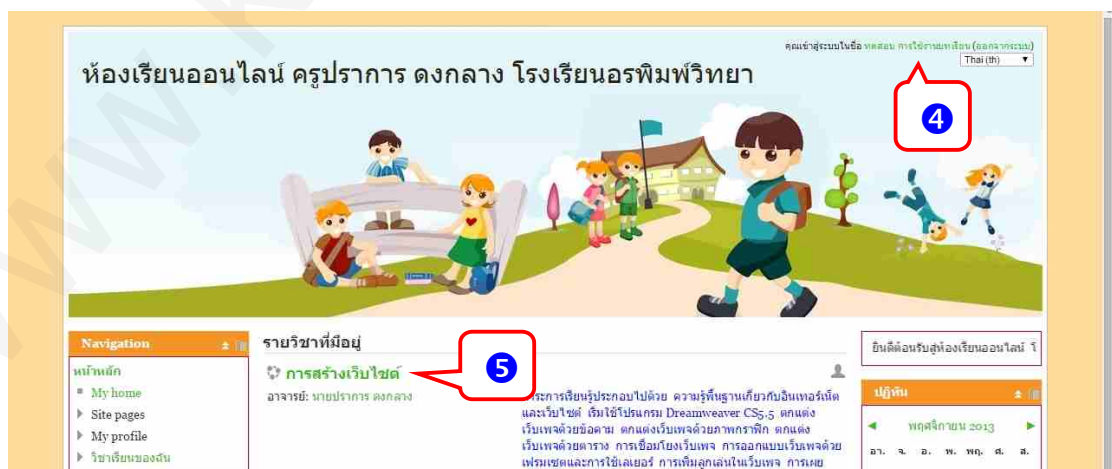 คุณเข้าสู่ระบบในชื่อ ทดสอบ การใช้งานบทเรียน (ออกจากระบบ)
Thai (th)
ห้องเรียนออนไลน์ ครูปราการ ดงกลาง โรงเรียนอรพิมพ์วิทยา
4
Navigation
หน้าหลัก
My home
Site pages
My profile
วิชาเรียนของฉัน
รายวิชาที่มีอยู่
การสร้างเว็บไซต์
5
อาจารย์: นายปราการ ดงกลาง
สาระการเรียนรู้ประกอบไปด้วย ความรู้พื้นฐานเกี่ยวกับอินเทอร์เน็ต
และเว็บไซต์ เริ่มใช้โปรแกรม Dreamweaver CS5.5 ตกแต่ง
เว็บเพจด้วยข้อความ ตกแต่งเว็บเพจด้วยภาพกราฟิก ตกแต่ง
เว็บเพจด้วยตาราง การเชื่อมโยงเว็บเพจ การออกแบบเว็บเพจด้วย
เฟรมเซตและการใช้เลเยอร์ การเพิ่มลูกเล่นในเว็บเพจ การเผย
ยินดีต้อนรับสู่ห้องเรียนออนไลน์ โ
ปฏิทิน
พฤศจิกายน 2013
อา. จ. อ. พ. พฤ. ศ. ส.